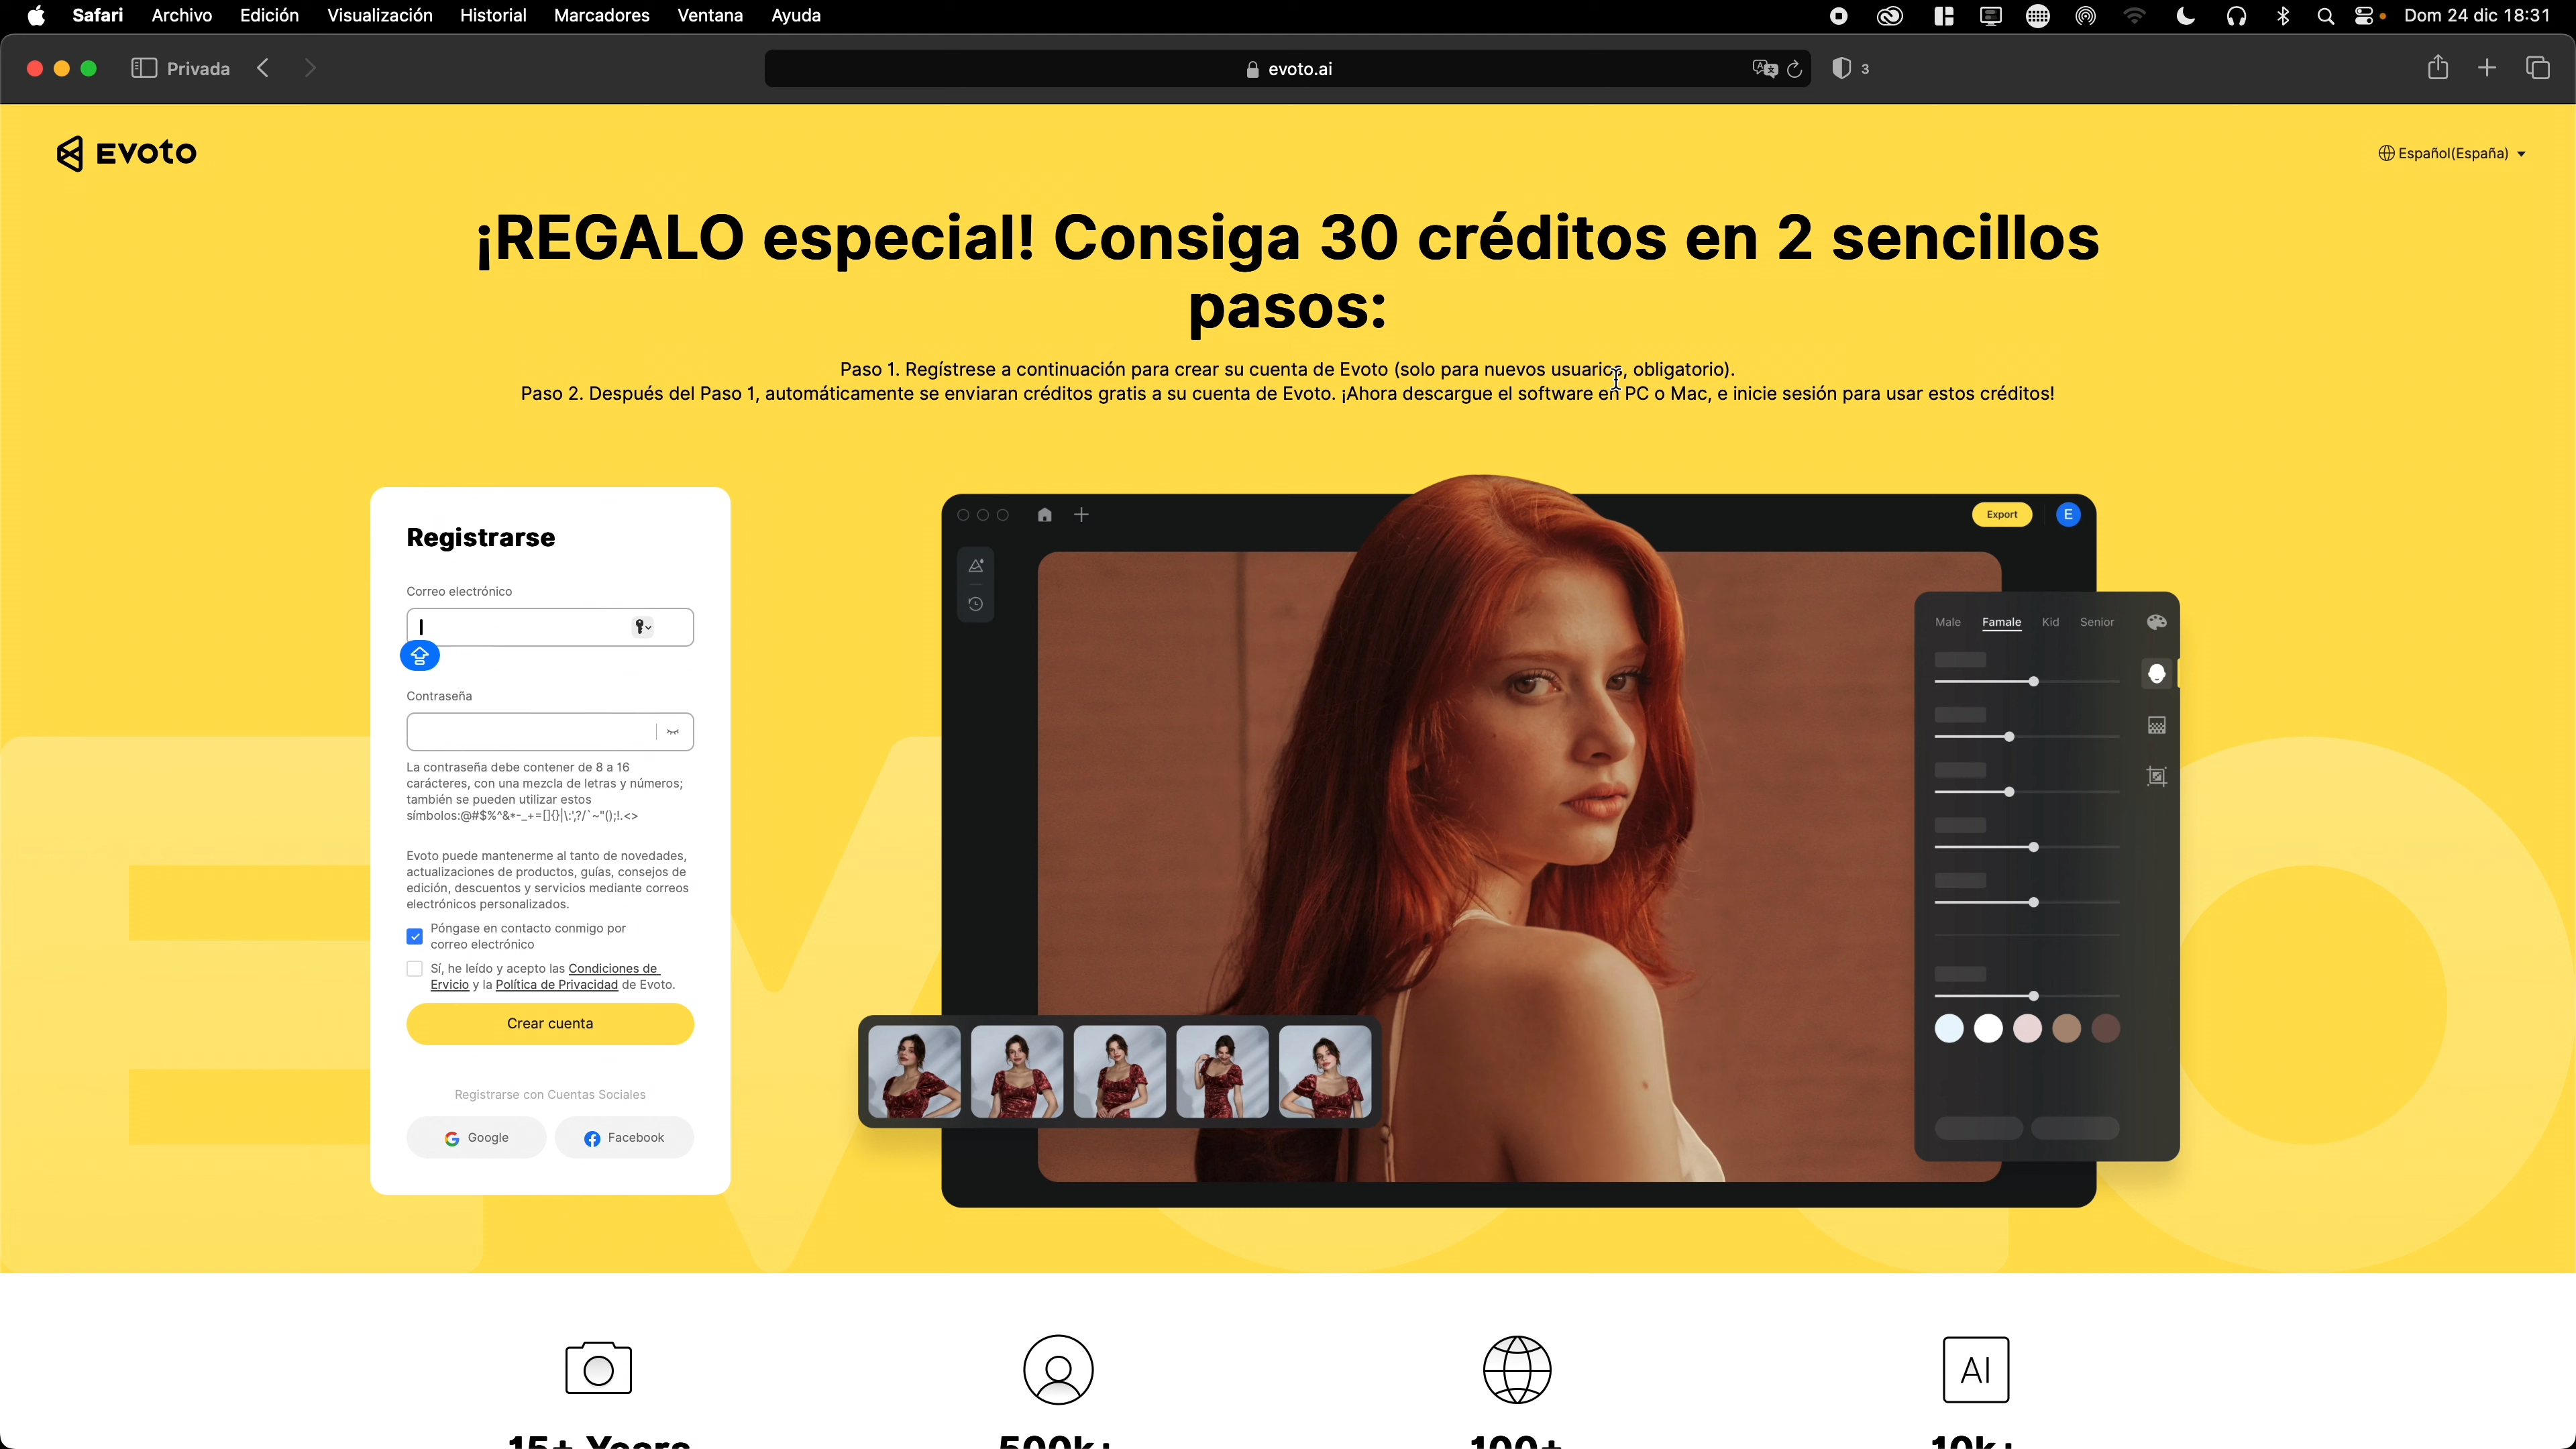 Safari Archivo Edición Visualización Historial Marcadores Ventana Ayuda
Dom 24 dic 18:31
Privada
evoto.ai
3
EVOTO
Español(España)
¡REGALO especial! Consiga 30 créditos en 2 sencillos
pasos:
Paso 1. Regístrese a continuación para crear su cuenta de Evoto (solo para nuevos usuarios, obligatorio).
Paso 2. Después del Paso 1, automáticamente se enviaran créditos gratis a su cuenta de Evoto. ¡Ahora descargue el software en PC o Mac, e inicie sesión para usar estos créditos!
Registrarse
Correo electrónico
Contraseña
La contraseña debe contener de 8 a 16
carácteres, con una mezcla de letras y números;
también se pueden utilizar estos
símbolos:@#$%^&*-_+=[]{}|\:',?/`~"();!.<>
Evoto puede mantenerme al tanto de novedades,
actualizaciones de productos, guías, consejos de
edición, descuentos y servicios mediante correos
electrónicos personalizados.
Póngase en contacto conmigo por
correo electrónico
Sí, he leído y acepto las Condiciones de
Ervicio y la Política de Privacidad de Evoto.
Crear cuenta
Registrarse con Cuentas Sociales
Google
Facebook
Export
E
Male Famale Kid Senior
AI
15+ Years
500k+
100+
10k+